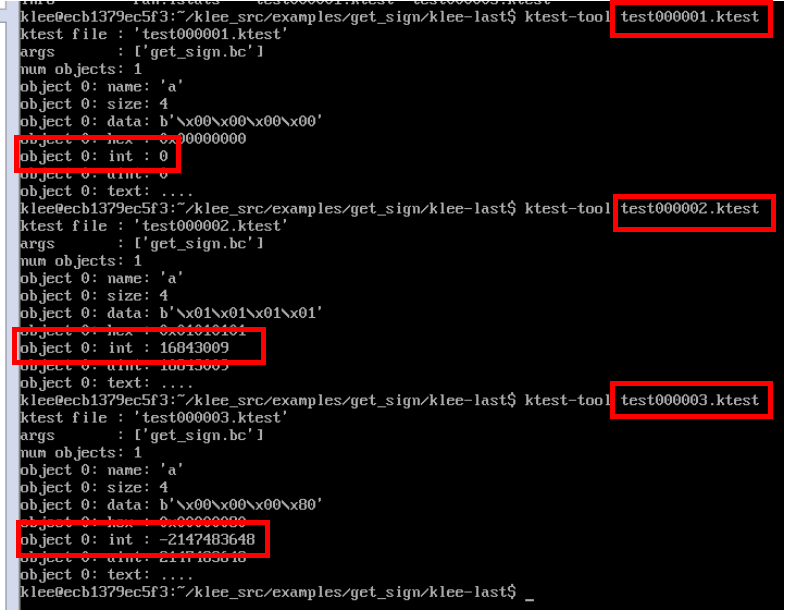 klee@ecb1379ec5f3:~/klee_src/examples/get_sign/klee-last$ ktest-tool test000001.ktest
ktest file : 'test000001.ktest'
args       : ['get_sign.bc']
num objects: 1
object 0: name: 'a'
object 0: size: 4
object 0: data: b'\x00\x00\x00\x00'
object 0: hex : 0x00000000
object 0: int : 0
object 0: uint: 0
object 0: text: ....
klee@ecb1379ec5f3:~/klee_src/examples/get_sign/klee-last$ ktest-tool test000002.ktest
ktest file : 'test000002.ktest'
args       : ['get_sign.bc']
num objects: 1
object 0: name: 'a'
object 0: size: 4
object 0: data: b'\x01\x01\x01\x01'
object 0: hex : 0x01010101
object 0: int : 16843009
object 0: uint: 16843009
object 0: text: ....
klee@ecb1379ec5f3:~/klee_src/examples/get_sign/klee-last$ ktest-tool test000003.ktest
ktest file : 'test000003.ktest'
args       : ['get_sign.bc']
num objects: 1
object 0: name: 'a'
object 0: size: 4
object 0: data: b'\x00\x00\x00\x80'
object 0: hex : 0x00000080
object 0: int : -2147483648
object 0: uint: 2147483648
object 0: text: ....
klee@ecb1379ec5f3:~/klee_src/examples/get_sign/klee-last$ _